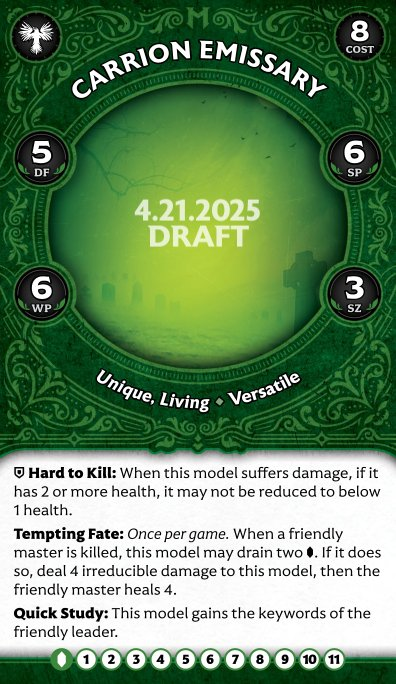 CARRION EMISSARY
8
COST
5
DF
6
SP
4.21.2025
DRAFT
6
WP
3
SZ
Unique, Living ⬥ Versatile
Hard to Kill: When this model suffers damage, if it
has 2 or more health, it may not be reduced to below
1 health.
Tempting Fate: Once per game. When a friendly
master is killed, this model may drain two . If it does
so, deal 4 irreducible damage to this model, then the
friendly master heals 4.
Quick Study: This model gains the keywords of the
friendly leader.
1 2 3 4 5 6 7 8 9 10 11